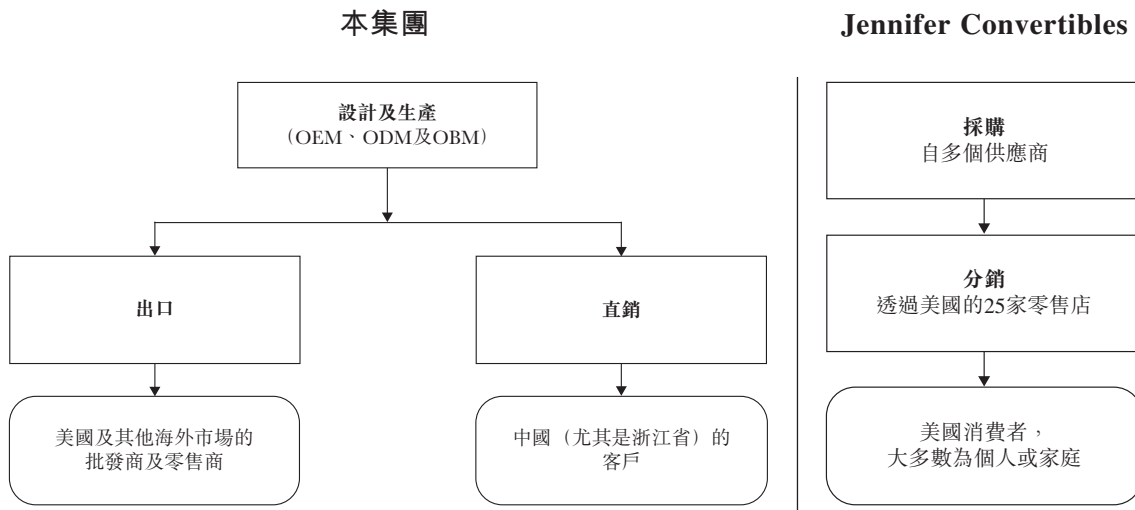 本集團
設計及生產
（OEM、ODM及OBM）
出口
直銷
美國及其他海外市場的
批發商及零售商
中國（尤其是浙江省）的
客戶
Jennifer Convertibles
採購
自多個供應商
分銷
透過美國的25家零售店
美國消費者，
大多數為個人或家庭